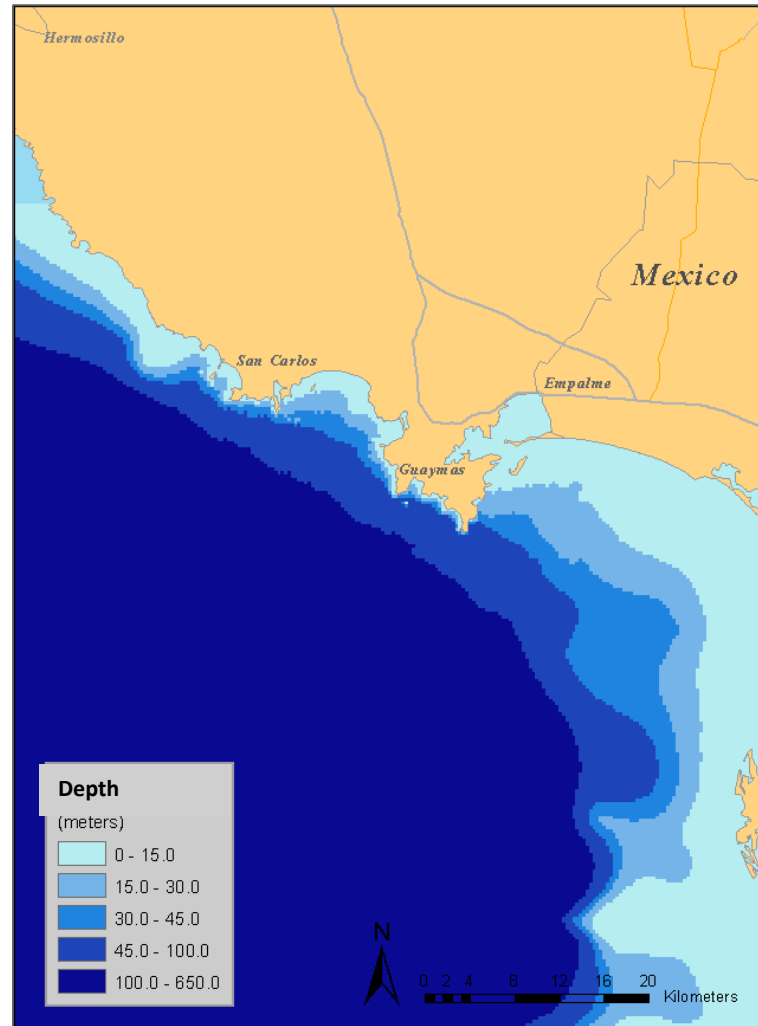 Hermosillo
Mexico
San Carlos
Empalme
Guaymas
Depth
(meters)
0 - 15.0
15.0 - 30.0
30.0 - 45.0
45.0 - 100.0
100.0 - 650.0
N
0 2 4 8 12 16 20
Kilometers